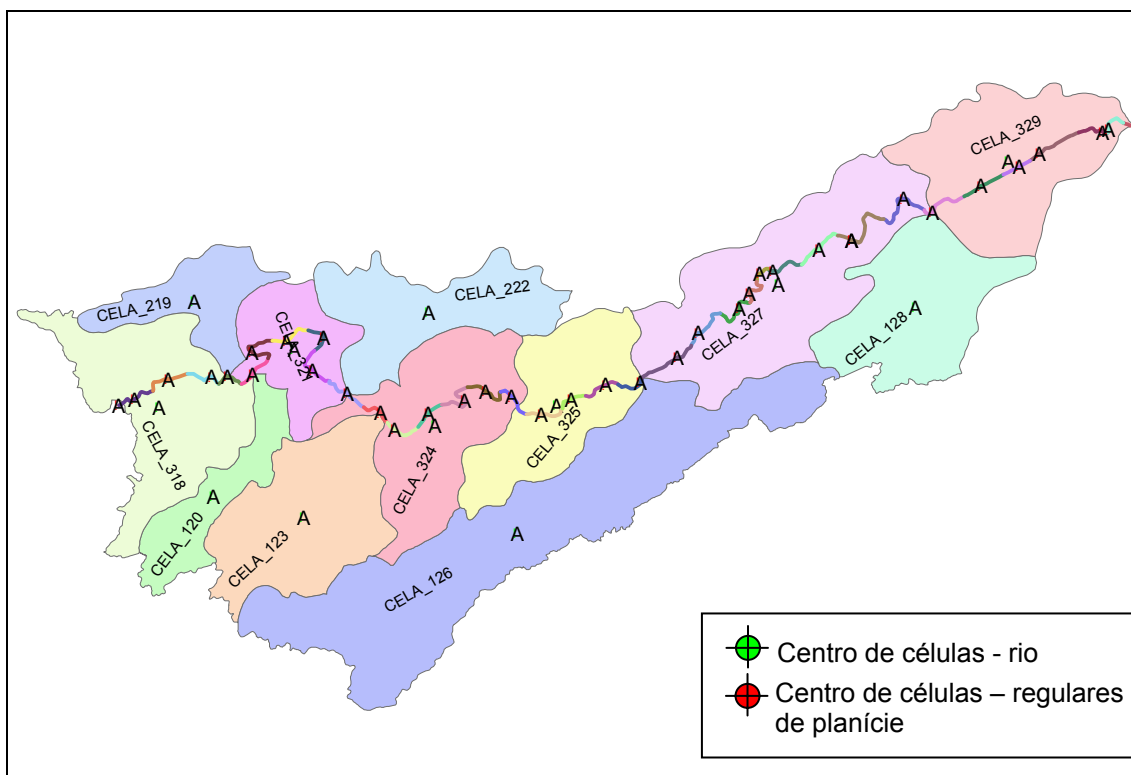 A A
A
CELA_329
A
A
A
A
A
A
CELA_222
A
A
A
A A
A
A
CELA_219
A
A
A
CELA_128
A
CELA_327
A
A
A
A
A
CELA_321
A
A
A
A
A A
A
A
A
A
A
A
A
A
A
A A
A
A
A
A
A
A
A
A
CELA_325
CELA_318
CELA_324
A
CELA_120
A
CELA_123
A
CELA_126
Centro de células - rio
Centro de células – regulares
de planície